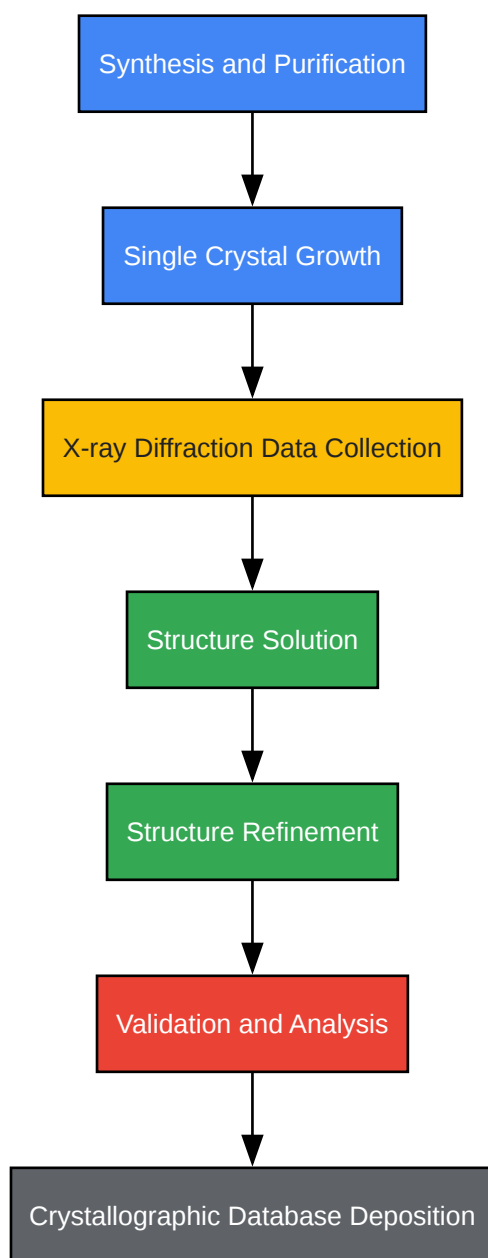 Synthesis and Purification
Single Crystal Growth
X-ray Diffraction Data Collection
Structure Solution
Structure Refinement
Validation and Analysis
Crystallographic Database Deposition